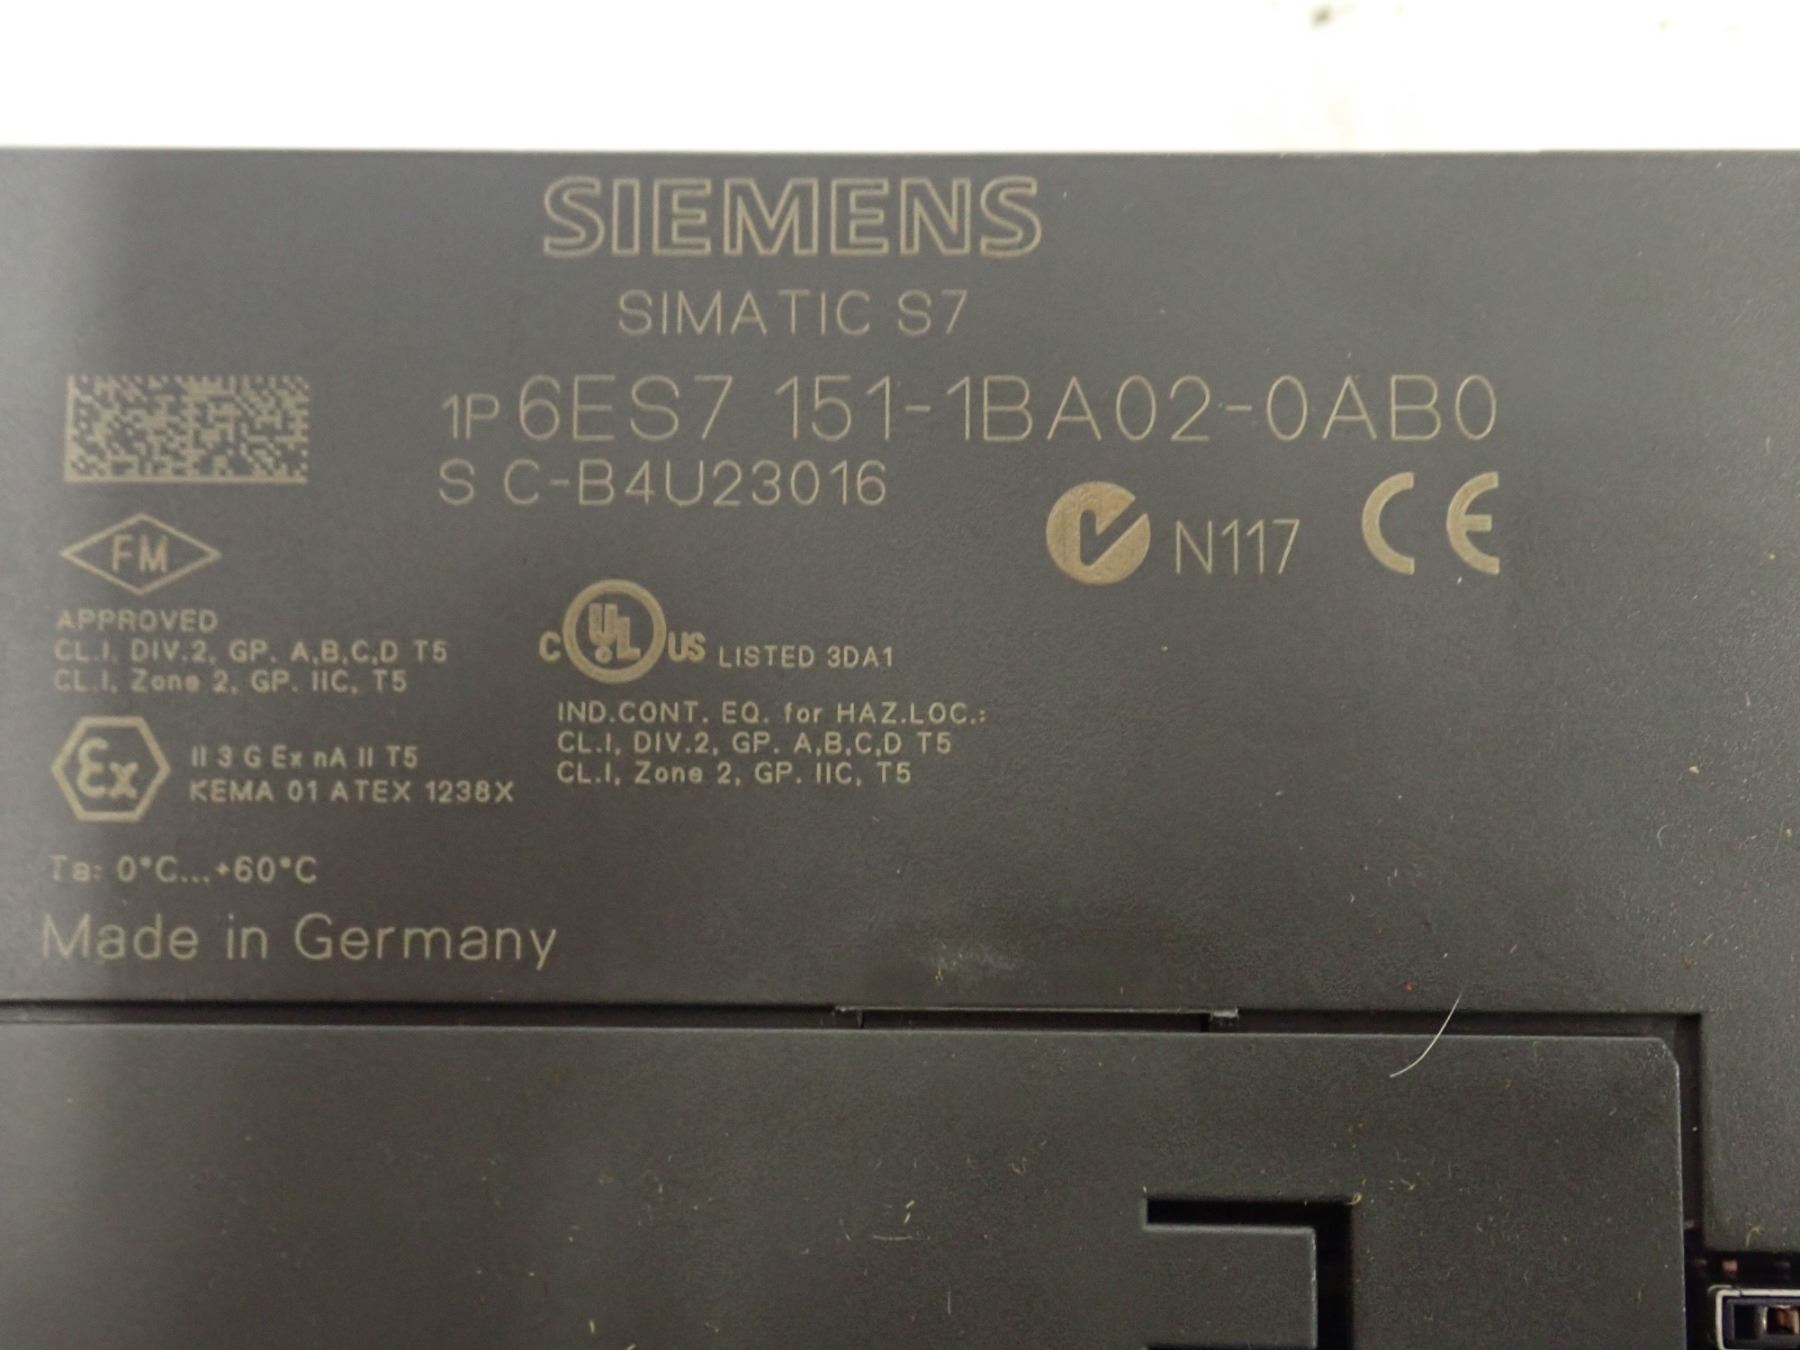 SIEMENS
SIMATIC S7
1P 6ES7 151-1BA02-0AB0
S C-B4U23016
N117 CE
FM
APPROVED
CL.I, DIV.2, GP. A,B,C,D T5
CL.I, Zone 2, GP. IIC, T5
C UL US LISTED 3DA1
IND.CONT. EQ. for HAZ.LOC.:
CL.I, DIV.2, GP. A,B,C,D T5
CL.I, Zone 2, GP. IIC, T5
Ex II 3 G Ex nA II T5
KEMA 01 ATEX 1238X
Ta: 0°C...+60°C
Made in Germany